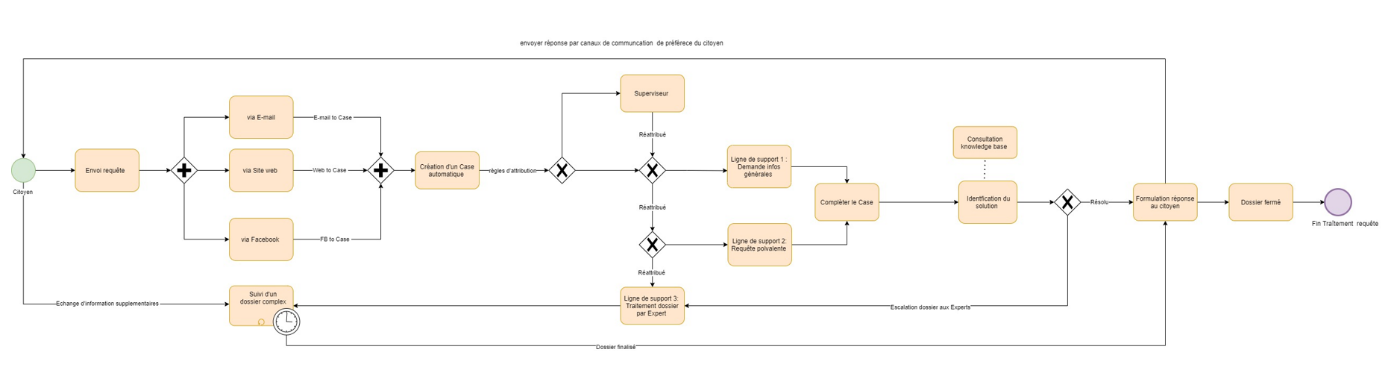 envoyer réponse par canaux de communcation de préférece du citoyen
Citoyen
Envoi requête
via E-mail
via Site web
via Facebook
E-mail to Case
Web to Case
FB to Case
Création d'un Case
automatique
règles d'attribution
Superviseur
Réattribué
Réattribué
Réattribué
Ligne de support 1 :
Demande infos
générales
Ligne de support 2:
Requête polvalente
Ligne de support 3:
Traitement dossier
par Expert
Compléter le Case
Consultation
knowledge base
Identification du
solution
Résolu
Formulation réponse
au citoyen
Dossier fermé
Fin Traitement requête
Escalation dossier aux Experts
Suivi d'un
dossier complex
Echange d'information supplementaires
Dossier finalisé